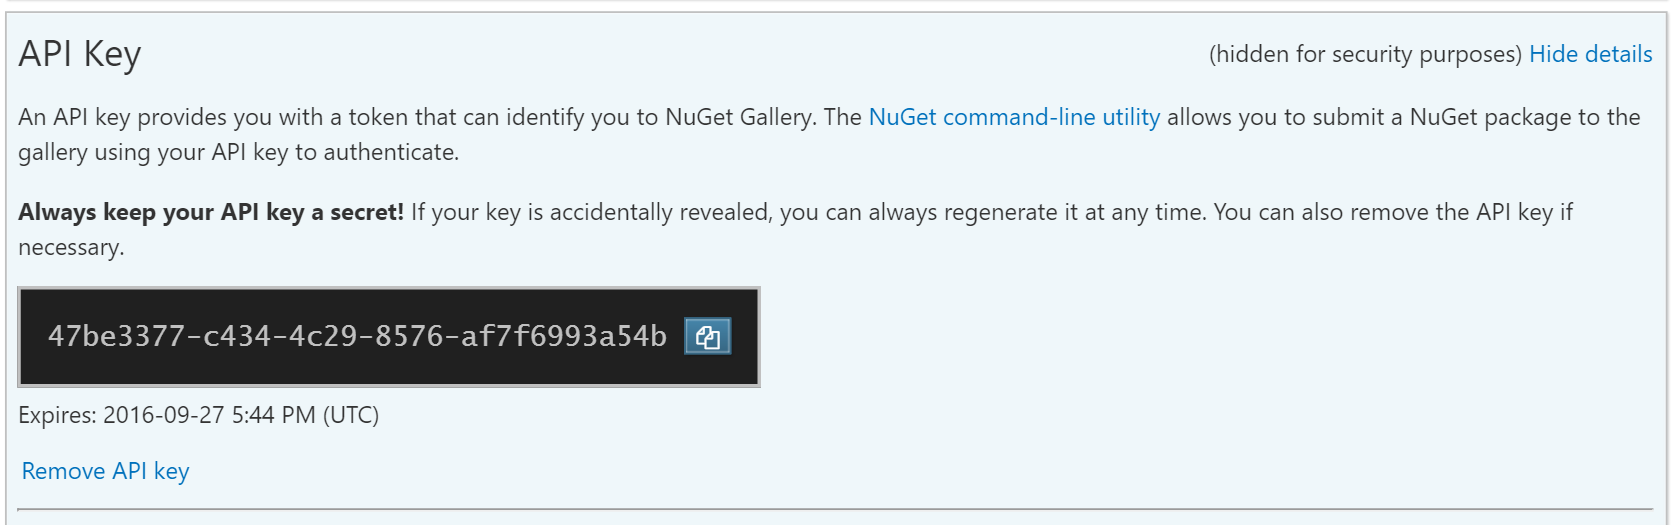 API Key
(hidden for security purposes) Hide details
An API key provides you with a token that can identify you to NuGet Gallery. The NuGet command-line utility allows you to submit a NuGet package to the
gallery using your API key to authenticate.
Always keep your API key a secret! If your key is accidentally revealed, you can always regenerate it at any time. You can also remove the API key if
necessary.
47be3377-c434-4c29-8576-af7f6993a54b
Expires: 2016-09-27 5:44 PM (UTC)
Remove API key